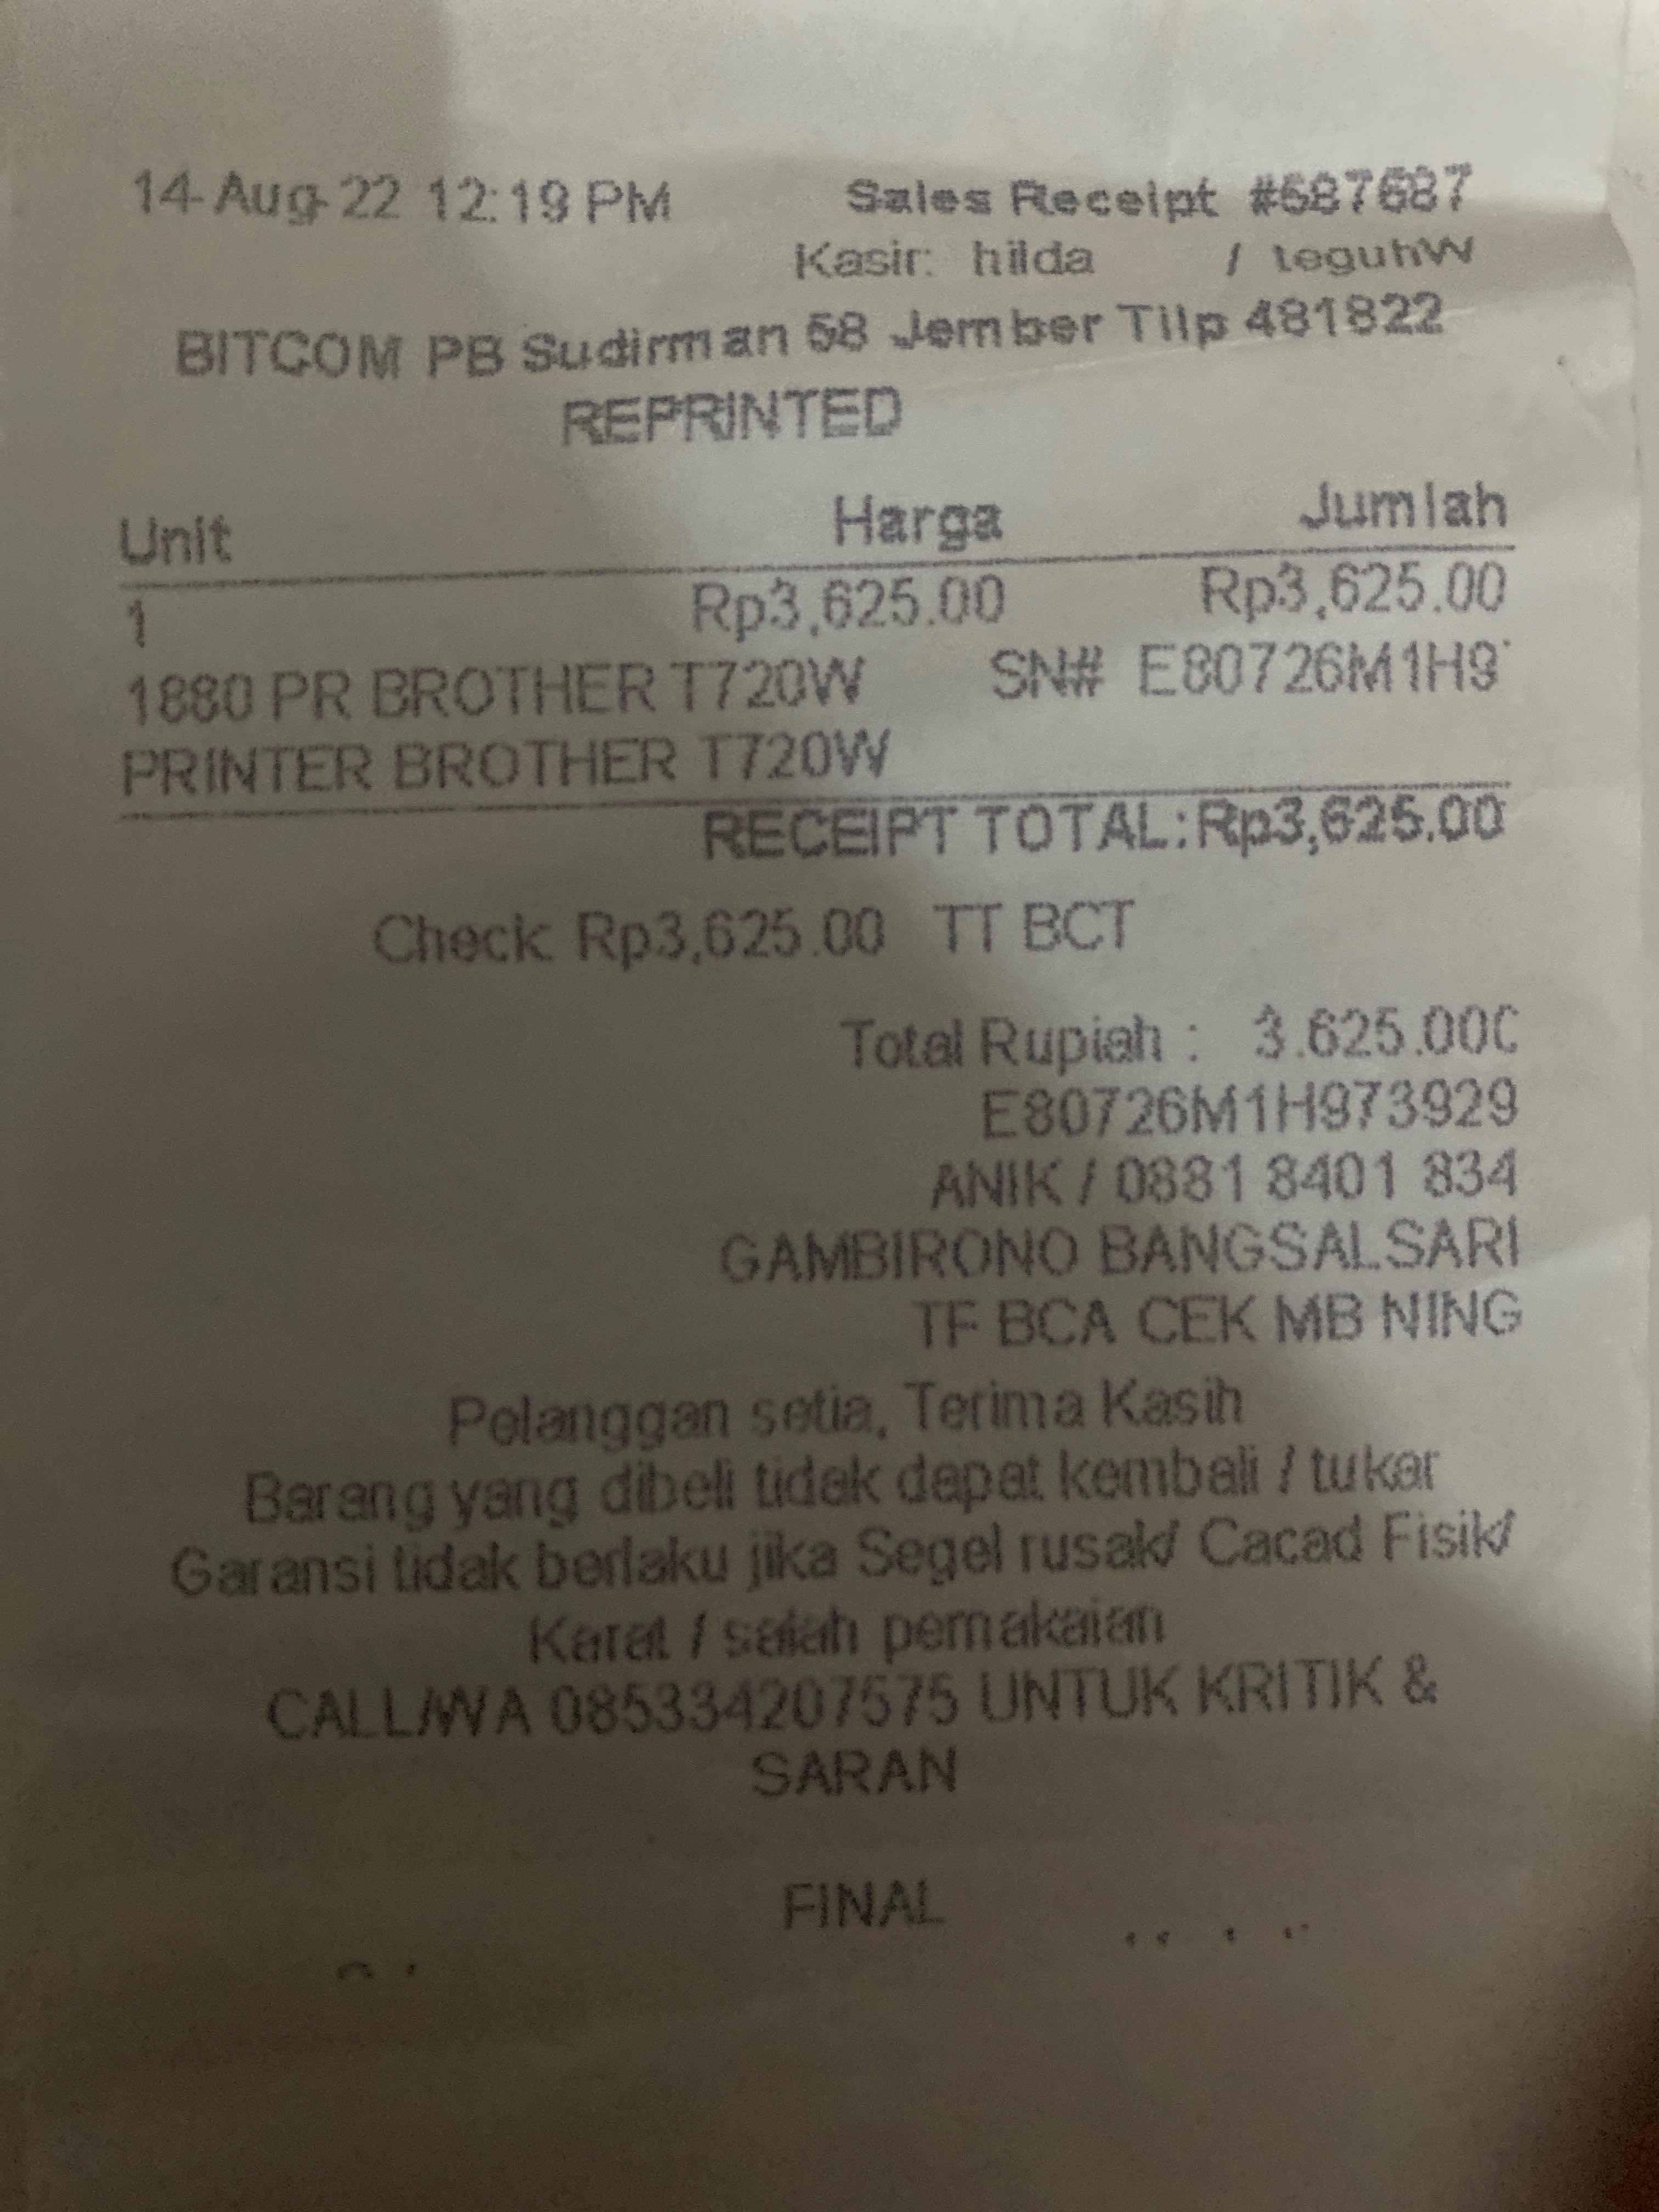 14-Aug-22 12:19 PM Sales Receipt #587687
Kasir: hilda / teguhW
BITCOM PB Sudirman 58 Jember Tilp 481822
REPRINTED
Unit Harga Jumlah
1 Rp3,625.00 Rp3,625.00
1880 PR BROTHER T720W SN# E80726M1H9
PRINTER BROTHER T720W
RECEIPT TOTAL: Rp3,625.00
Check Rp3,625.00 TT BCT
Total Rupiah : 3.625.000
E80726M1H973929
ANIK / 0881 8401 834
GAMBIRONO BANGSALSARI
TF BCA CEK MB NING
Pelanggan setia, Terima Kasih
Barang yang dibeli tidak dapat kembali / tukar
Garansi tidak berlaku jika Segel rusak/ Cacad Fisik/
Karat / salah pemakaian
CALL/WA 085334207575 UNTUK KRITIK &
SARAN
FINAL